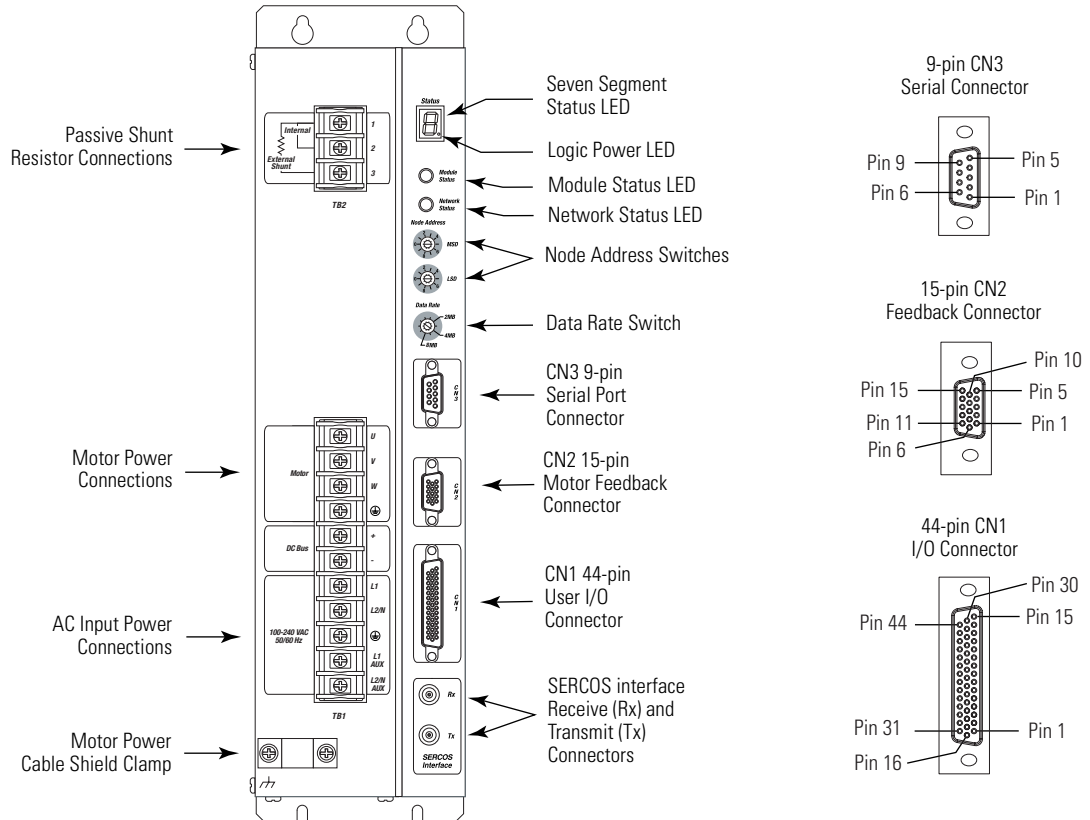 Passive Shunt
Resistor Connections
Motor Power
Connections
AC Input Power
Connections
Motor Power
Cable Shield Clamp
Internal
External
Shunt
1
2
3
TB2
Motor
U
V
W
DC Bus
+
-
100-240 VAC
50/60 Hz
L1
L2/N
L1
AUX
L2/N
AUX
TB1
Status
8.
Module
Status
Network
Status
Node Address
MSD
LSD
Data Rate
2MB
4MB
8MB
CN3
CN2
CN1
Rx
Tx
SERCOS
Interface
Seven Segment
Status LED
Logic Power LED
Module Status LED
Network Status LED
Node Address Switches
Data Rate Switch
CN3 9-pin
Serial Port
Connector
CN2 15-pin
Motor Feedback
Connector
CN1 44-pin
User I/O
Connector
SERCOS interface
Receive (Rx) and
Transmit (Tx)
Connectors
9-pin CN3
Serial Connector
Pin 9
Pin 5
Pin 6
Pin 1
15-pin CN2
Feedback Connector
Pin 10
Pin 15
Pin 5
Pin 11
Pin 1
Pin 6
44-pin CN1
I/O Connector
Pin 30
Pin 44
Pin 15
Pin 31
Pin 1
Pin 16